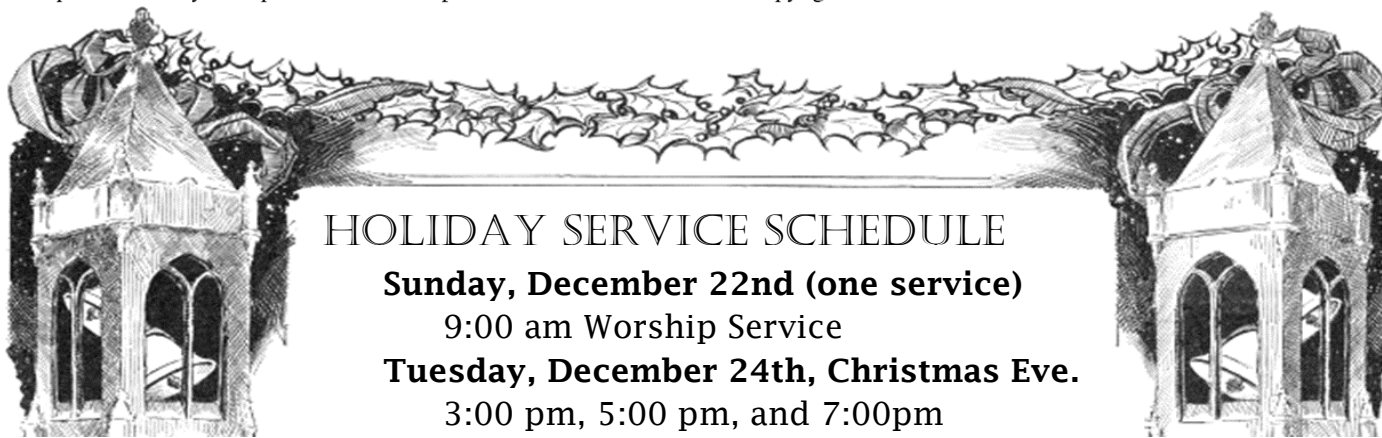 HOLIDAY SERVICE SCHEDULE
Sunday, December 22nd (one service)
9:00 am Worship Service
Tuesday, December 24th, Christmas Eve.
3:00 pm, 5:00 pm, and 7:00pm